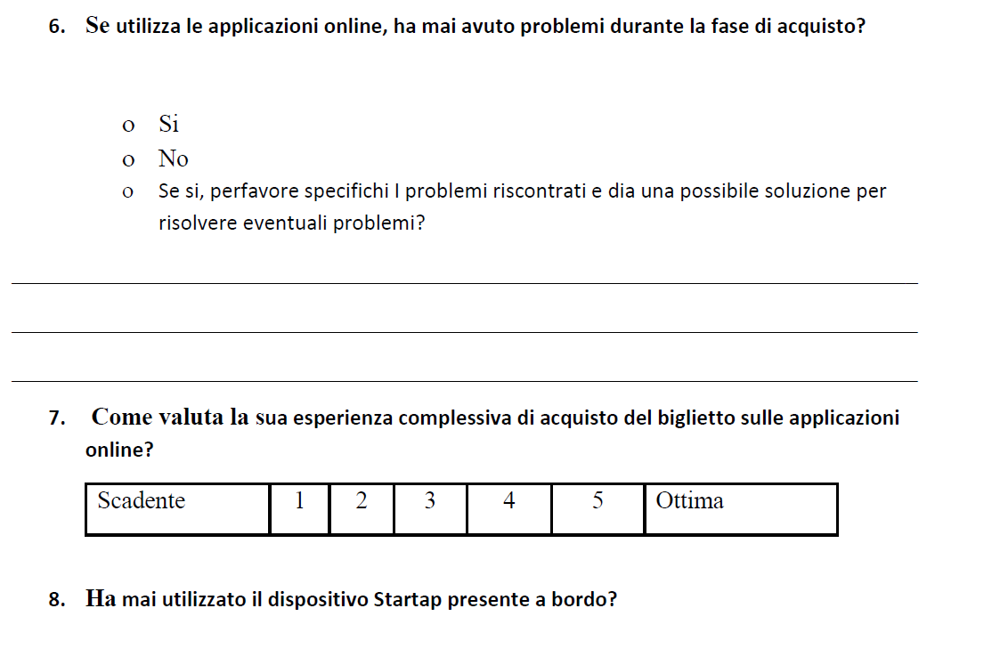 6. Se utilizza le applicazioni online, ha mai avuto problemi durante la fase di acquisto?
o Si
o No
o Se si, perfavore specifichi I problemi riscontrati e dia una possibile soluzione per
risolvere eventuali problemi?
7. Come valuta la sua esperienza complessiva di acquisto del biglietto sulle applicazioni
online?
Scadente 1 2 3 4 5 Ottima
8. Ha mai utilizzato il dispositivo Startap presente a bordo?